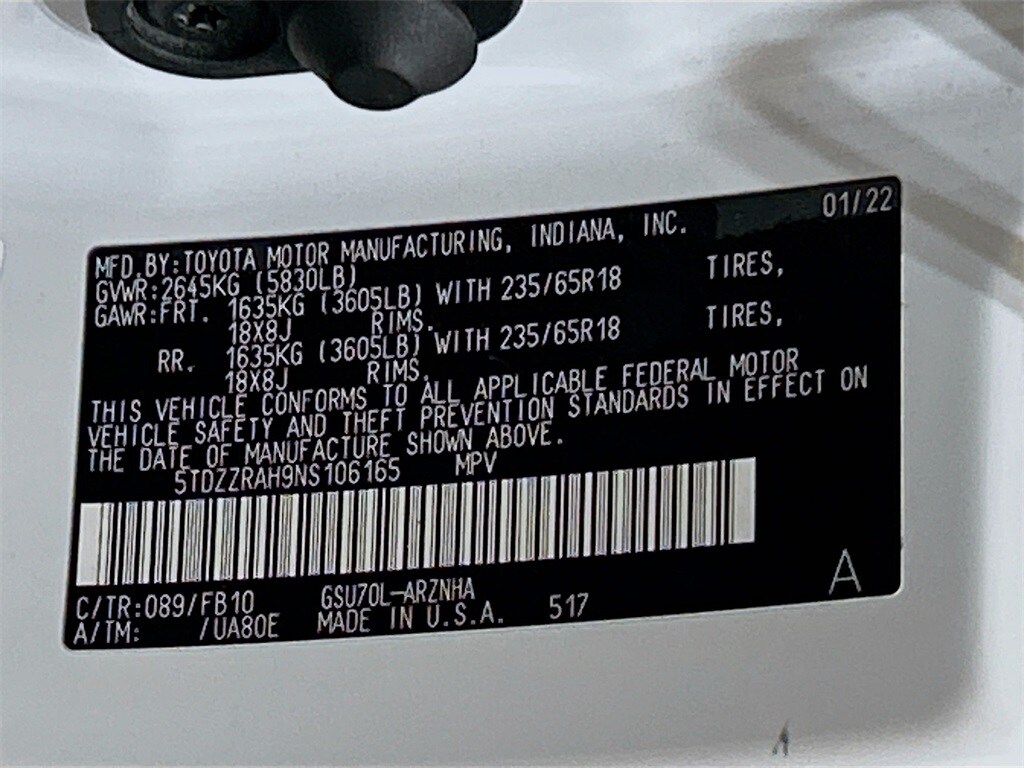 01/22
MFD.BY:TOYOTA MOTOR MANUFACTURING, INDIANA, INC.
GVWR:2645KG (5830LB)
GAWR:FRT. 1635KG (3605LB) WITH 235/65R18 TIRES,
18X8J RIMS.
RR. 1635KG (3605LB) WITH 235/65R18 TIRES,
18X8J RIMS.
THIS VEHICLE CONFORMS TO ALL APPLICABLE FEDERAL MOTOR
VEHICLE SAFETY AND THEFT PREVENTION STANDARDS IN EFFECT ON
THE DATE OF MANUFACTURE SHOWN ABOVE.
5TDZZRAH9NS106165 MPV
C/TR:089/FB10 GSU70L-ARZNHA
A/TM: /UA80E MADE IN U.S.A. 517
A